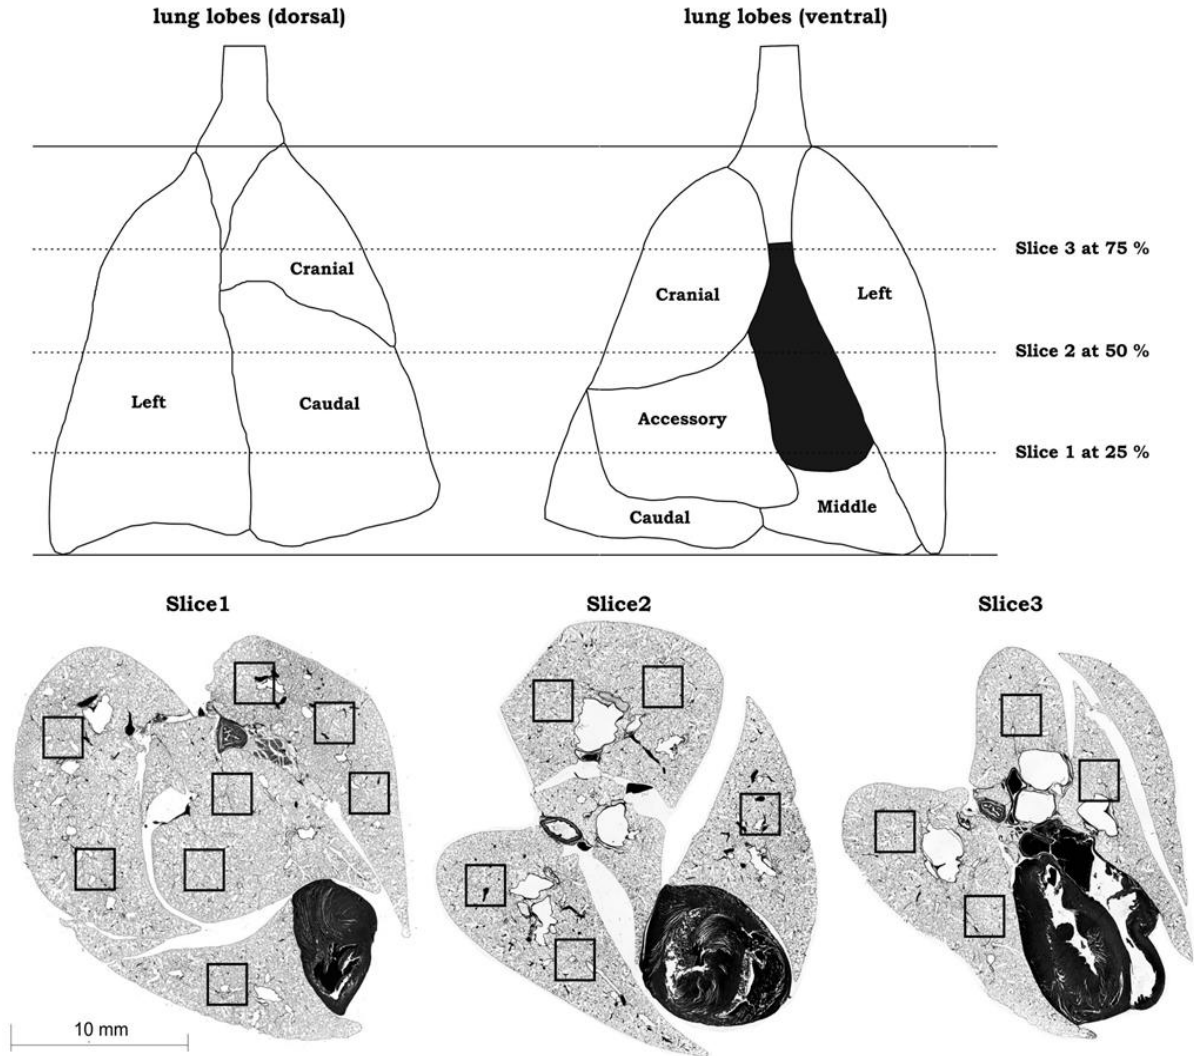 lung lobes (dorsal)
lung lobes (ventral)
Slice 3 at 75 %
Cranial
Cranial
Left
Slice 2 at 50 %
Left
Caudal
Accessory
Slice 1 at 25 %
Caudal
Middle
Slice1
Slice2
Slice3
10 mm